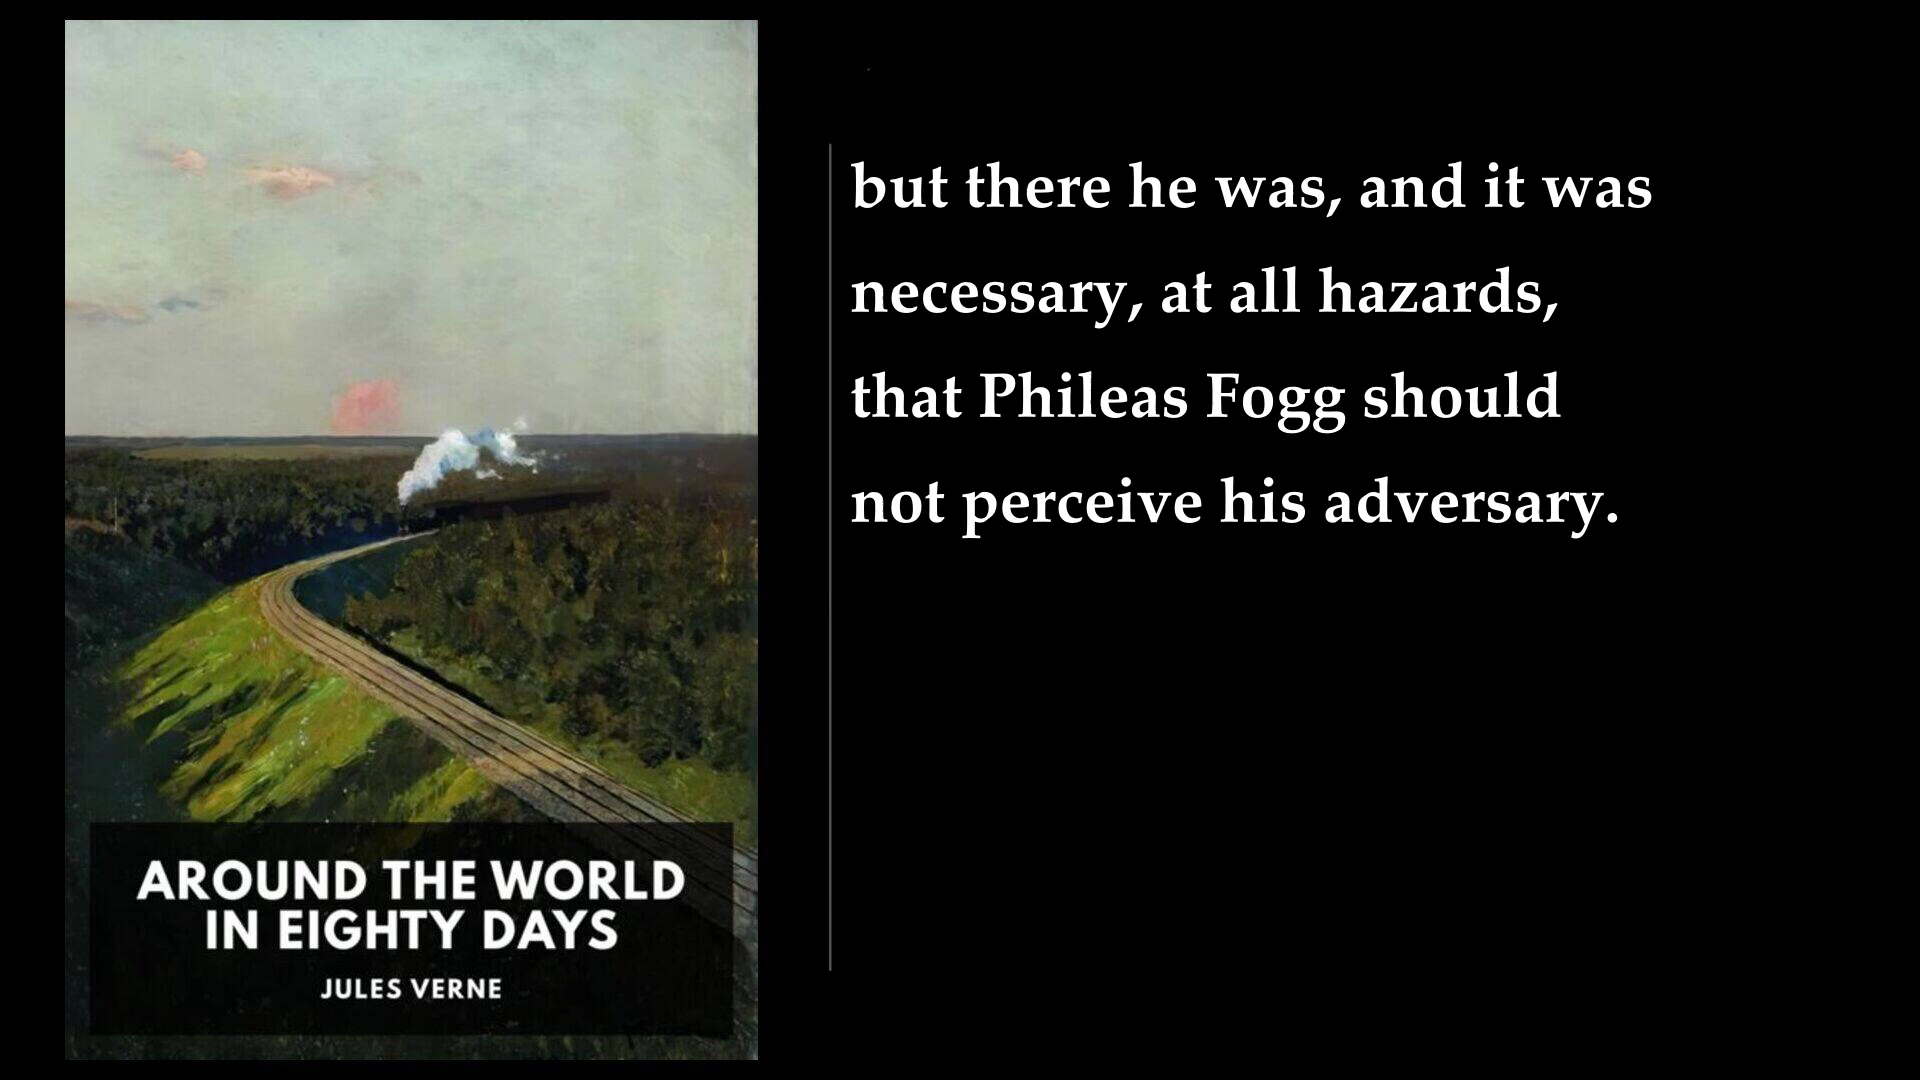 but there he was, and it was
necessary, at all hazards,
that Phileas Fogg should
not perceive his adversary.
AROUND THE WORLD
IN EIGHTY DAYS
JULES VERNE